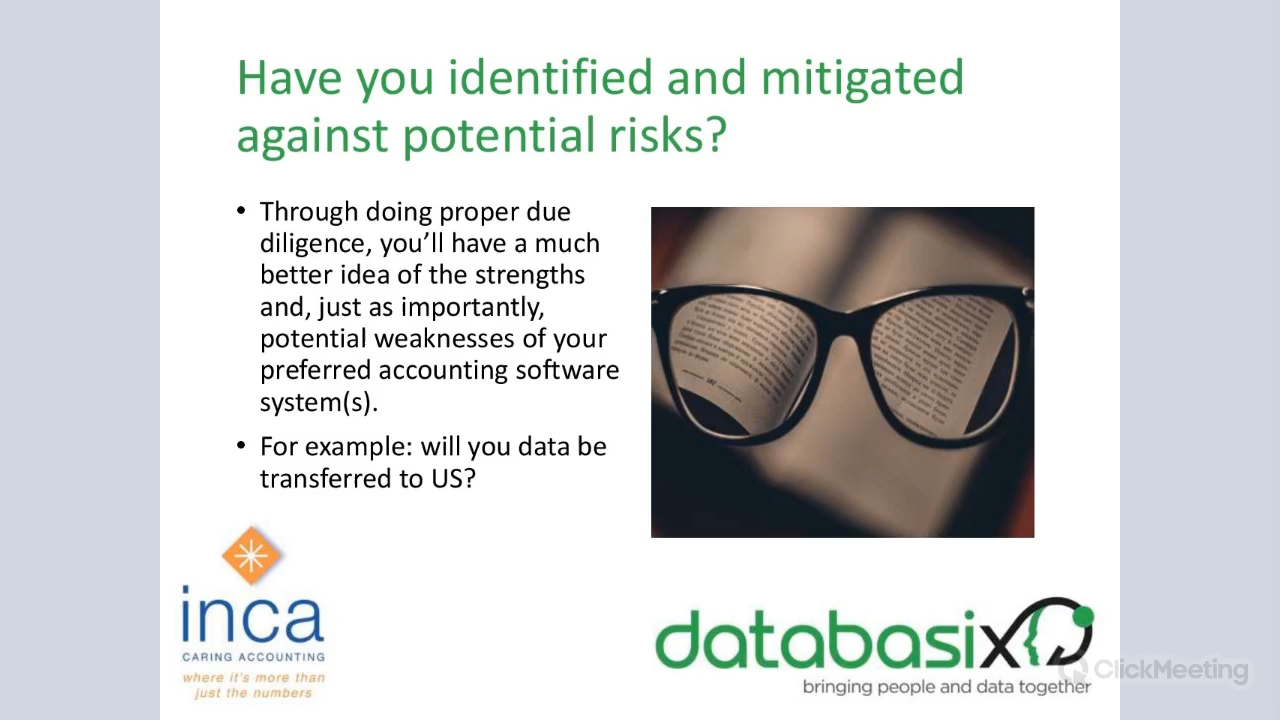 Have you identified and mitigated
against potential risks?
• Through doing proper due
diligence, you’ll have a much
better idea of the strengths
and, just as importantly,
potential weaknesses of your
preferred accounting software
system(s).
• For example: will you data be
transferred to US?
inca
CARING ACCOUNTING
where it's more than
just the numbers
databasix
bringing people and data together
ClickMeeting